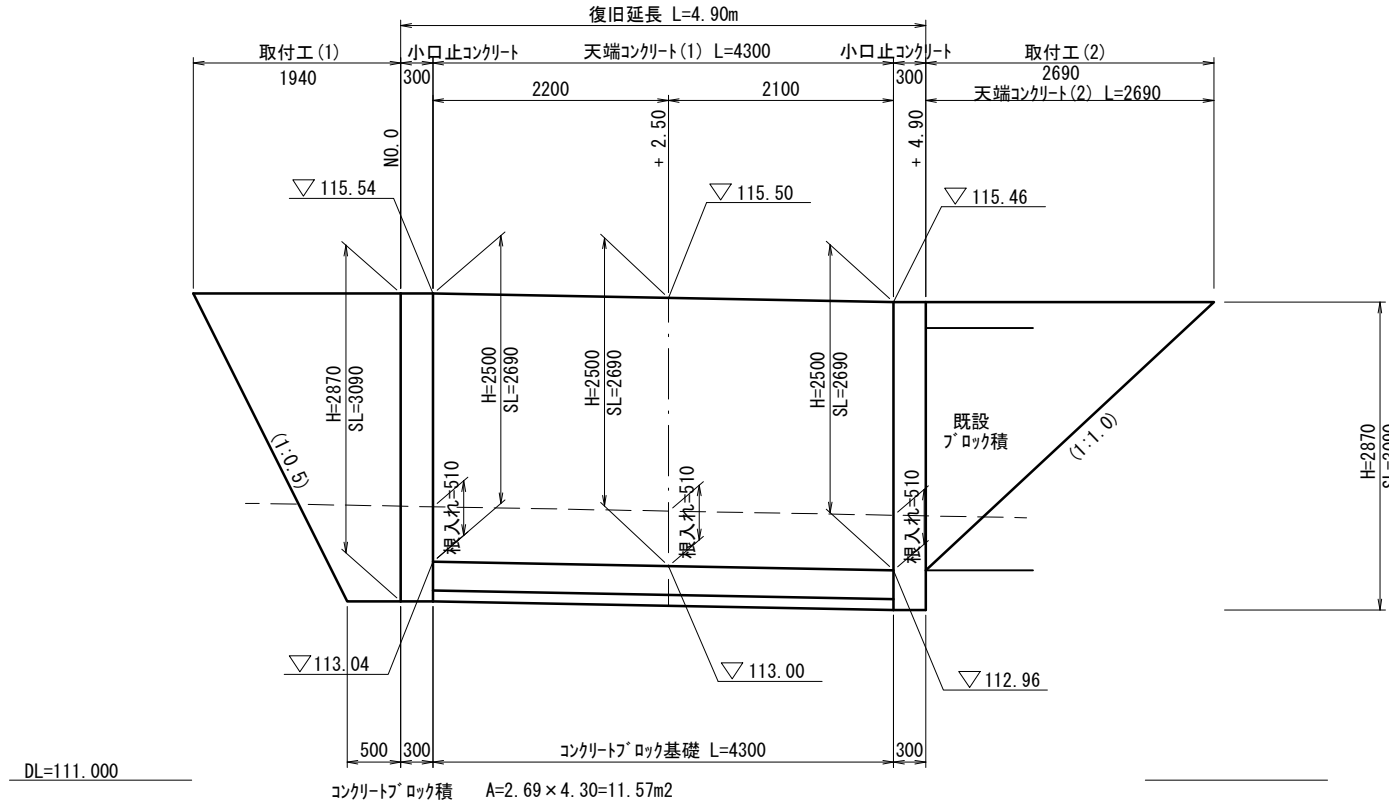 復旧延長 L=4.90m
取付工(1) 小口止コンクリート 天端コンクリート(1) L=4300 小口止コンクリート 取付工(2)
1940 300 300 2690
2200 2100 天端コンクリート(2) L=2690
NO.0
+ 2.50
+ 4.90
▽115.54
▽115.50
▽115.46
H=2870
SL=3090
H=2500
SL=2690
H=2500
SL=2690
H=2500
SL=2690
H=2870
SL=3090
(1:0.5)
(1:1.0)
既設
ブロック積
根入れ=510
根入れ=510
根入れ=510
▽113.04
▽113.00
▽112.96
500 300 コンクリートブロック基礎 L=4300 300
DL=111.000
コンクリートブロック積 A=2.69×4.30=11.57m2